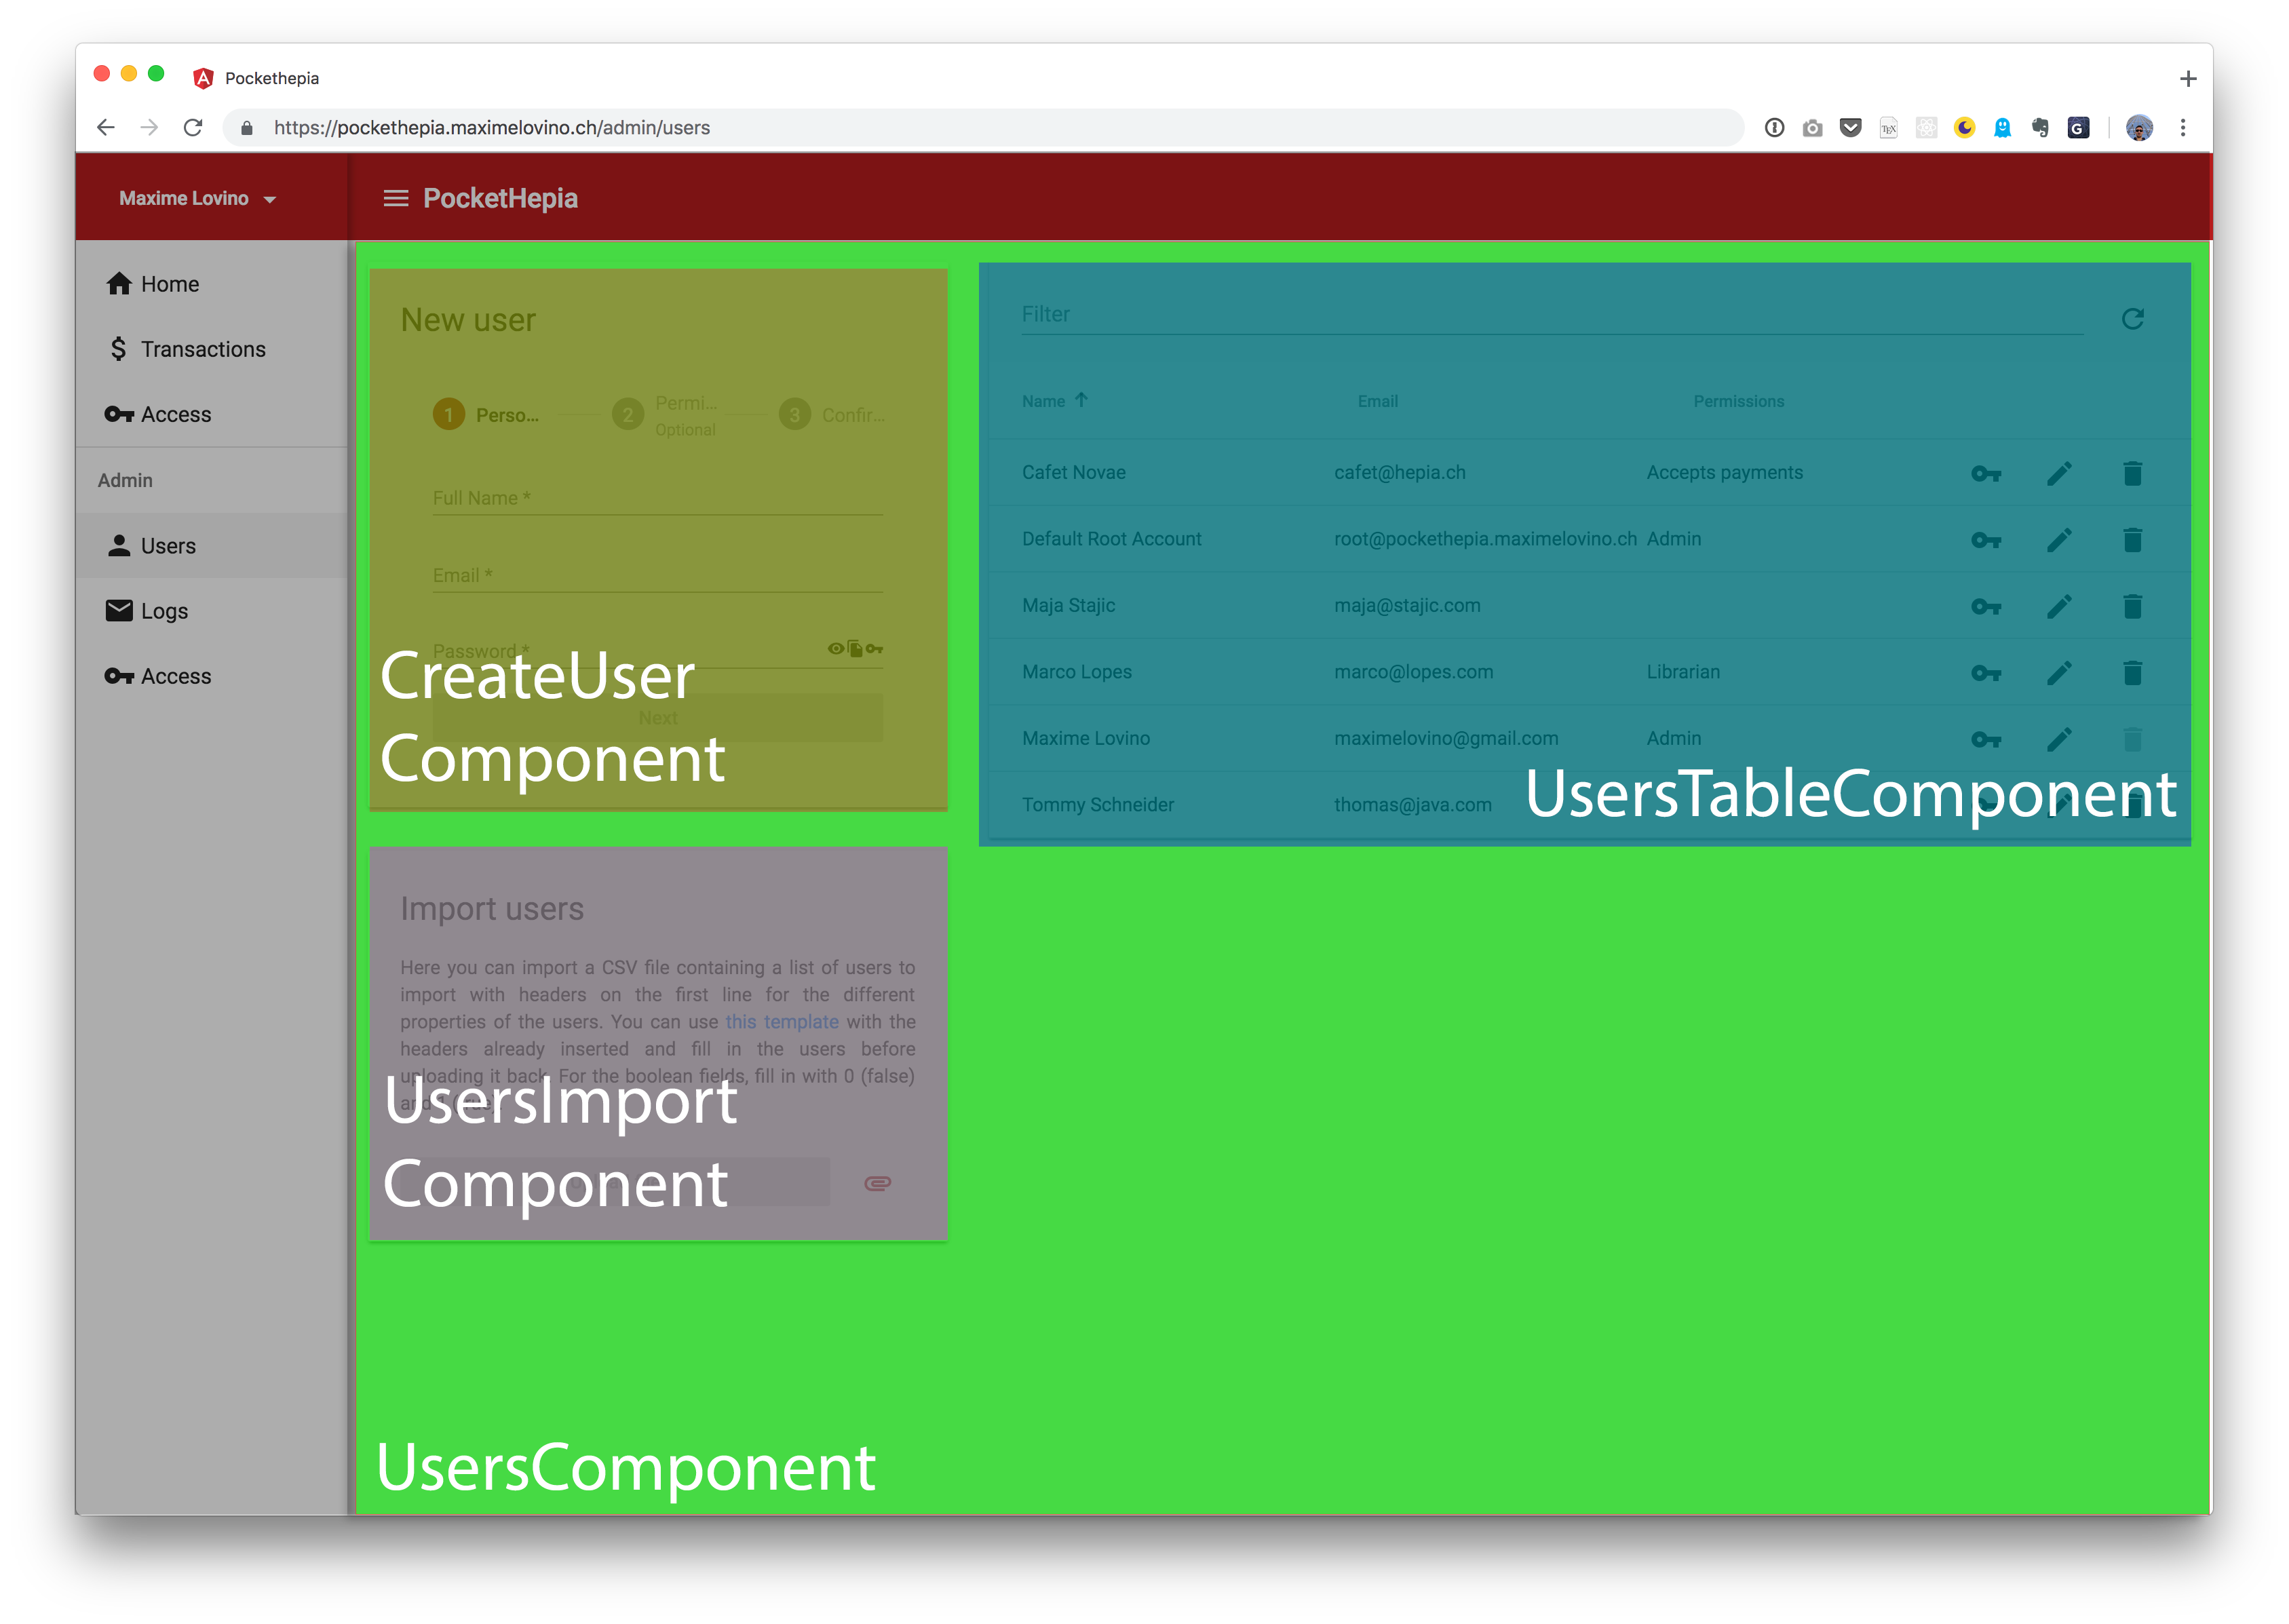 Pockethepia
https://pockethepia.maximelovino.ch/admin/users
Maxime Lovino
PocketHepia
Home
Transactions
Access
Admin
Users
Logs
Access
New user
1 Perso...
2 Permi...
Optional
3 Confir...
Full Name *
Email *
Password *
Next
CreateUser
Component
Import users
Here you can import a CSV file containing a list of users to
import with headers on the first line for the different
properties of the users. You can use this template with the
headers already inserted and fill in the users before
uploading it back. For the boolean fields, fill in with 0 (false)
and 1 (true).
UsersImport
Component
UsersComponent
Filter
Name Email Permissions
Cafet Novae cafet@hepia.ch Accepts payments
Default Root Account root@pockethepia.maximelovino.ch Admin
Maja Stajic maja@stajic.com
Marco Lopes marco@lopes.com Librarian
Maxime Lovino maximelovino@gmail.com Admin
Tommy Schneider thomas@java.com
UsersTableComponent